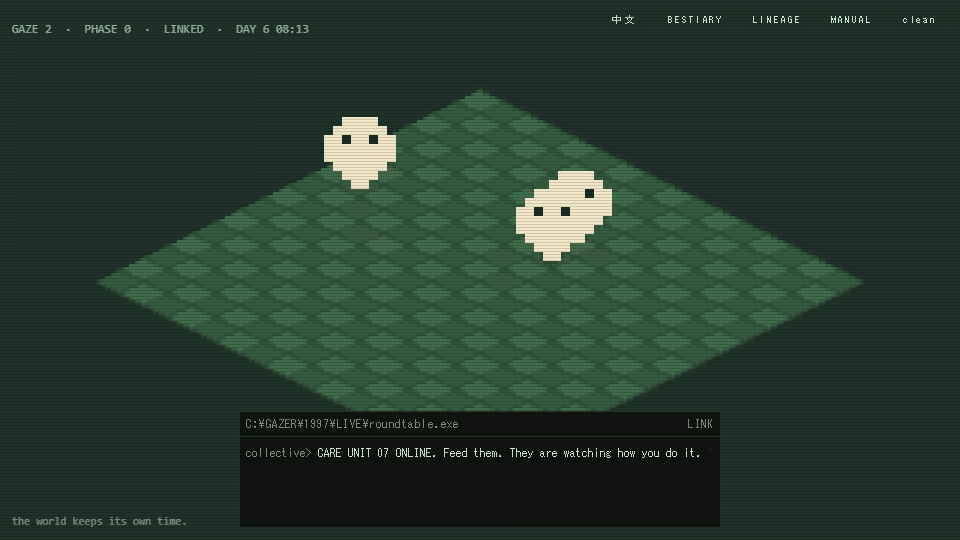 GAZE 2 · PHASE 0 · LINKED · DAY 6 08:13
中文 BESTIARY LINEAGE MANUAL clean
C:¥GAZER¥1997¥LIVE¥roundtable.exe LINK
collective> CARE UNIT 07 ONLINE. Feed them. They are watching how you do it.
the world keeps its own time.